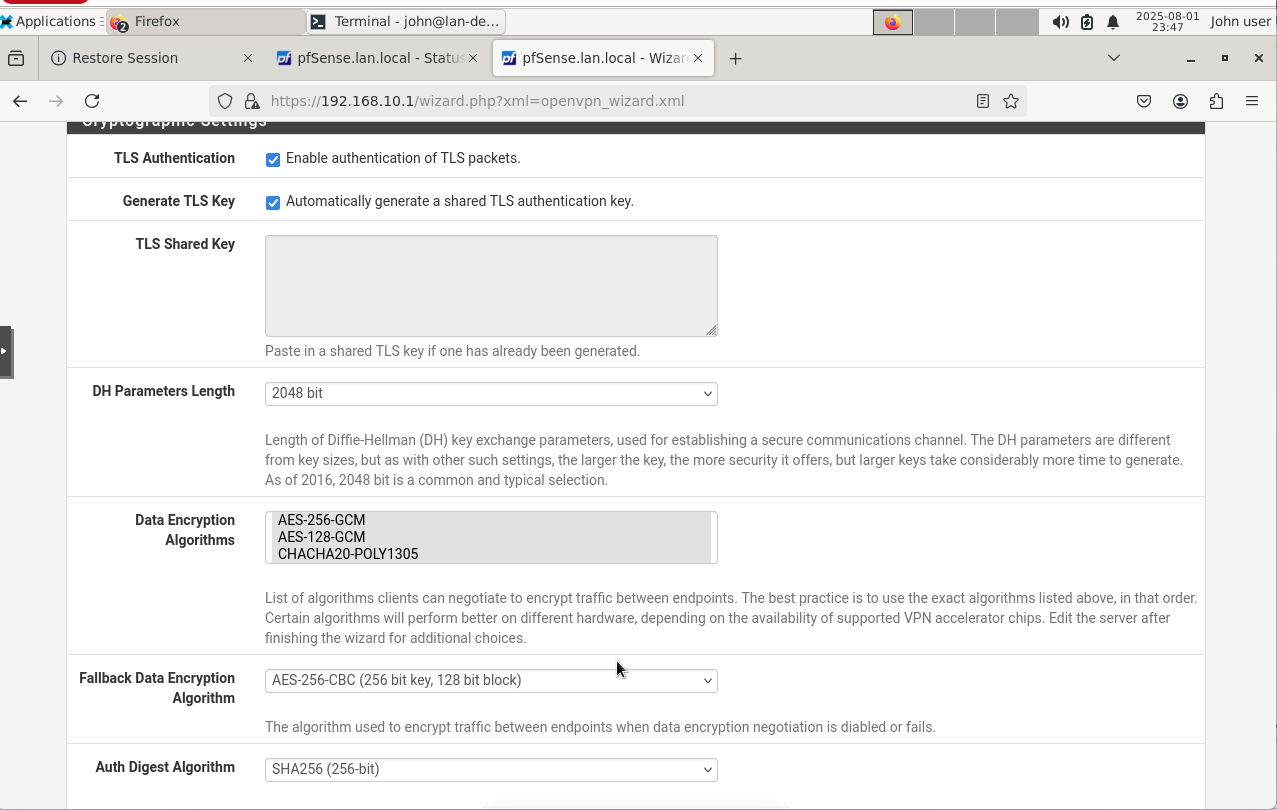 Applications
2
Firefox
Terminal - john@lan-de...
2025-08-01
23:47
John user
Restore Session
pfSense.lan.local - Status
pfSense.lan.local - Wizar
https://192.168.10.1/wizard.php?xml=openvpn_wizard.xml
Cryptographic Settings
TLS Authentication
Enable authentication of TLS packets.
Generate TLS Key
Automatically generate a shared TLS authentication key.
TLS Shared Key
Paste in a shared TLS key if one has already been generated.
DH Parameters Length
2048 bit
Length of Diffie-Hellman (DH) key exchange parameters, used for establishing a secure communications channel. The DH parameters are different
from key sizes, but as with other such settings, the larger the key, the more security it offers, but larger keys take considerably more time to generate.
As of 2016, 2048 bit is a common and typical selection.
Data Encryption
Algorithms
AES-256-GCM
AES-128-GCM
CHACHA20-POLY1305
List of algorithms clients can negotiate to encrypt traffic between endpoints. The best practice is to use the exact algorithms listed above, in that order.
Certain algorithms will perform better on different hardware, depending on the availability of supported VPN accelerator chips. Edit the server after
finishing the wizard for additional choices.
Fallback Data Encryption
Algorithm
AES-256-CBC (256 bit key, 128 bit block)
The algorithm used to encrypt traffic between endpoints when data encryption negotiation is disabled or fails.
Auth Digest Algorithm
SHA256 (256-bit)